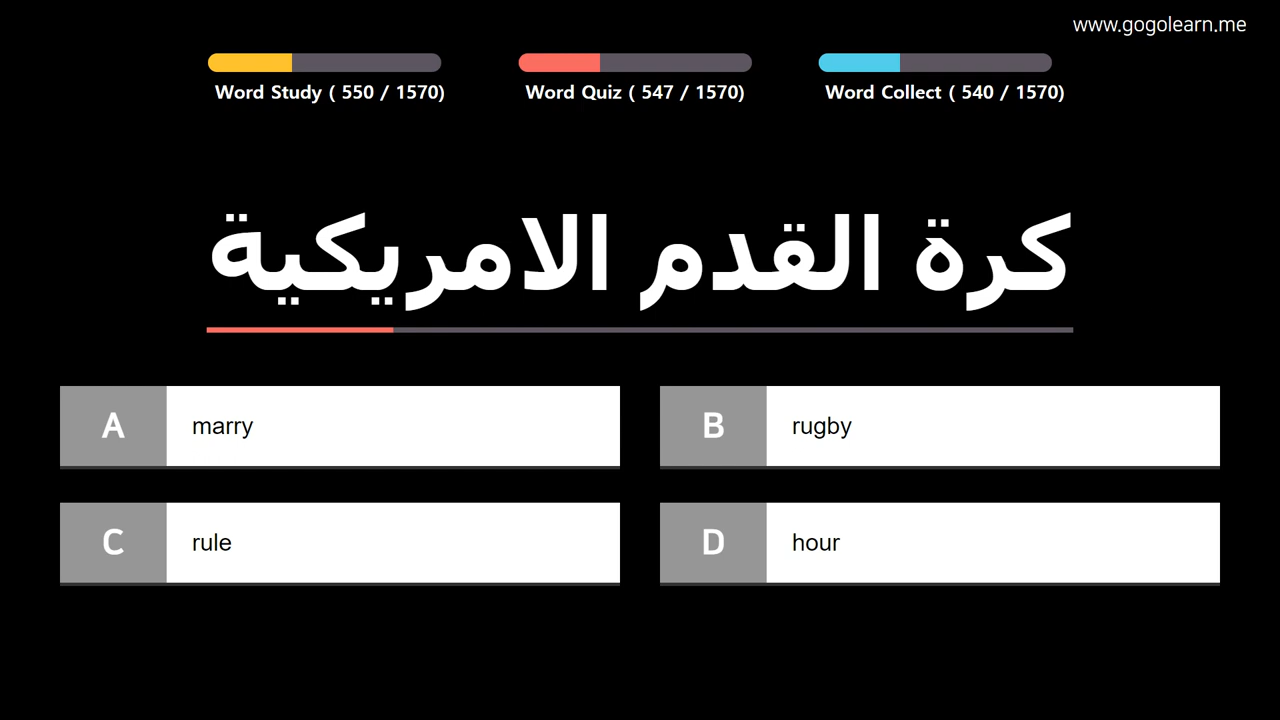 www.gogolearn.me
Word Study ( 550 / 1570)
Word Quiz ( 547 / 1570)
Word Collect ( 540 / 1570)
كرة القدم الامريكية
A marry
B rugby
C rule
D hour